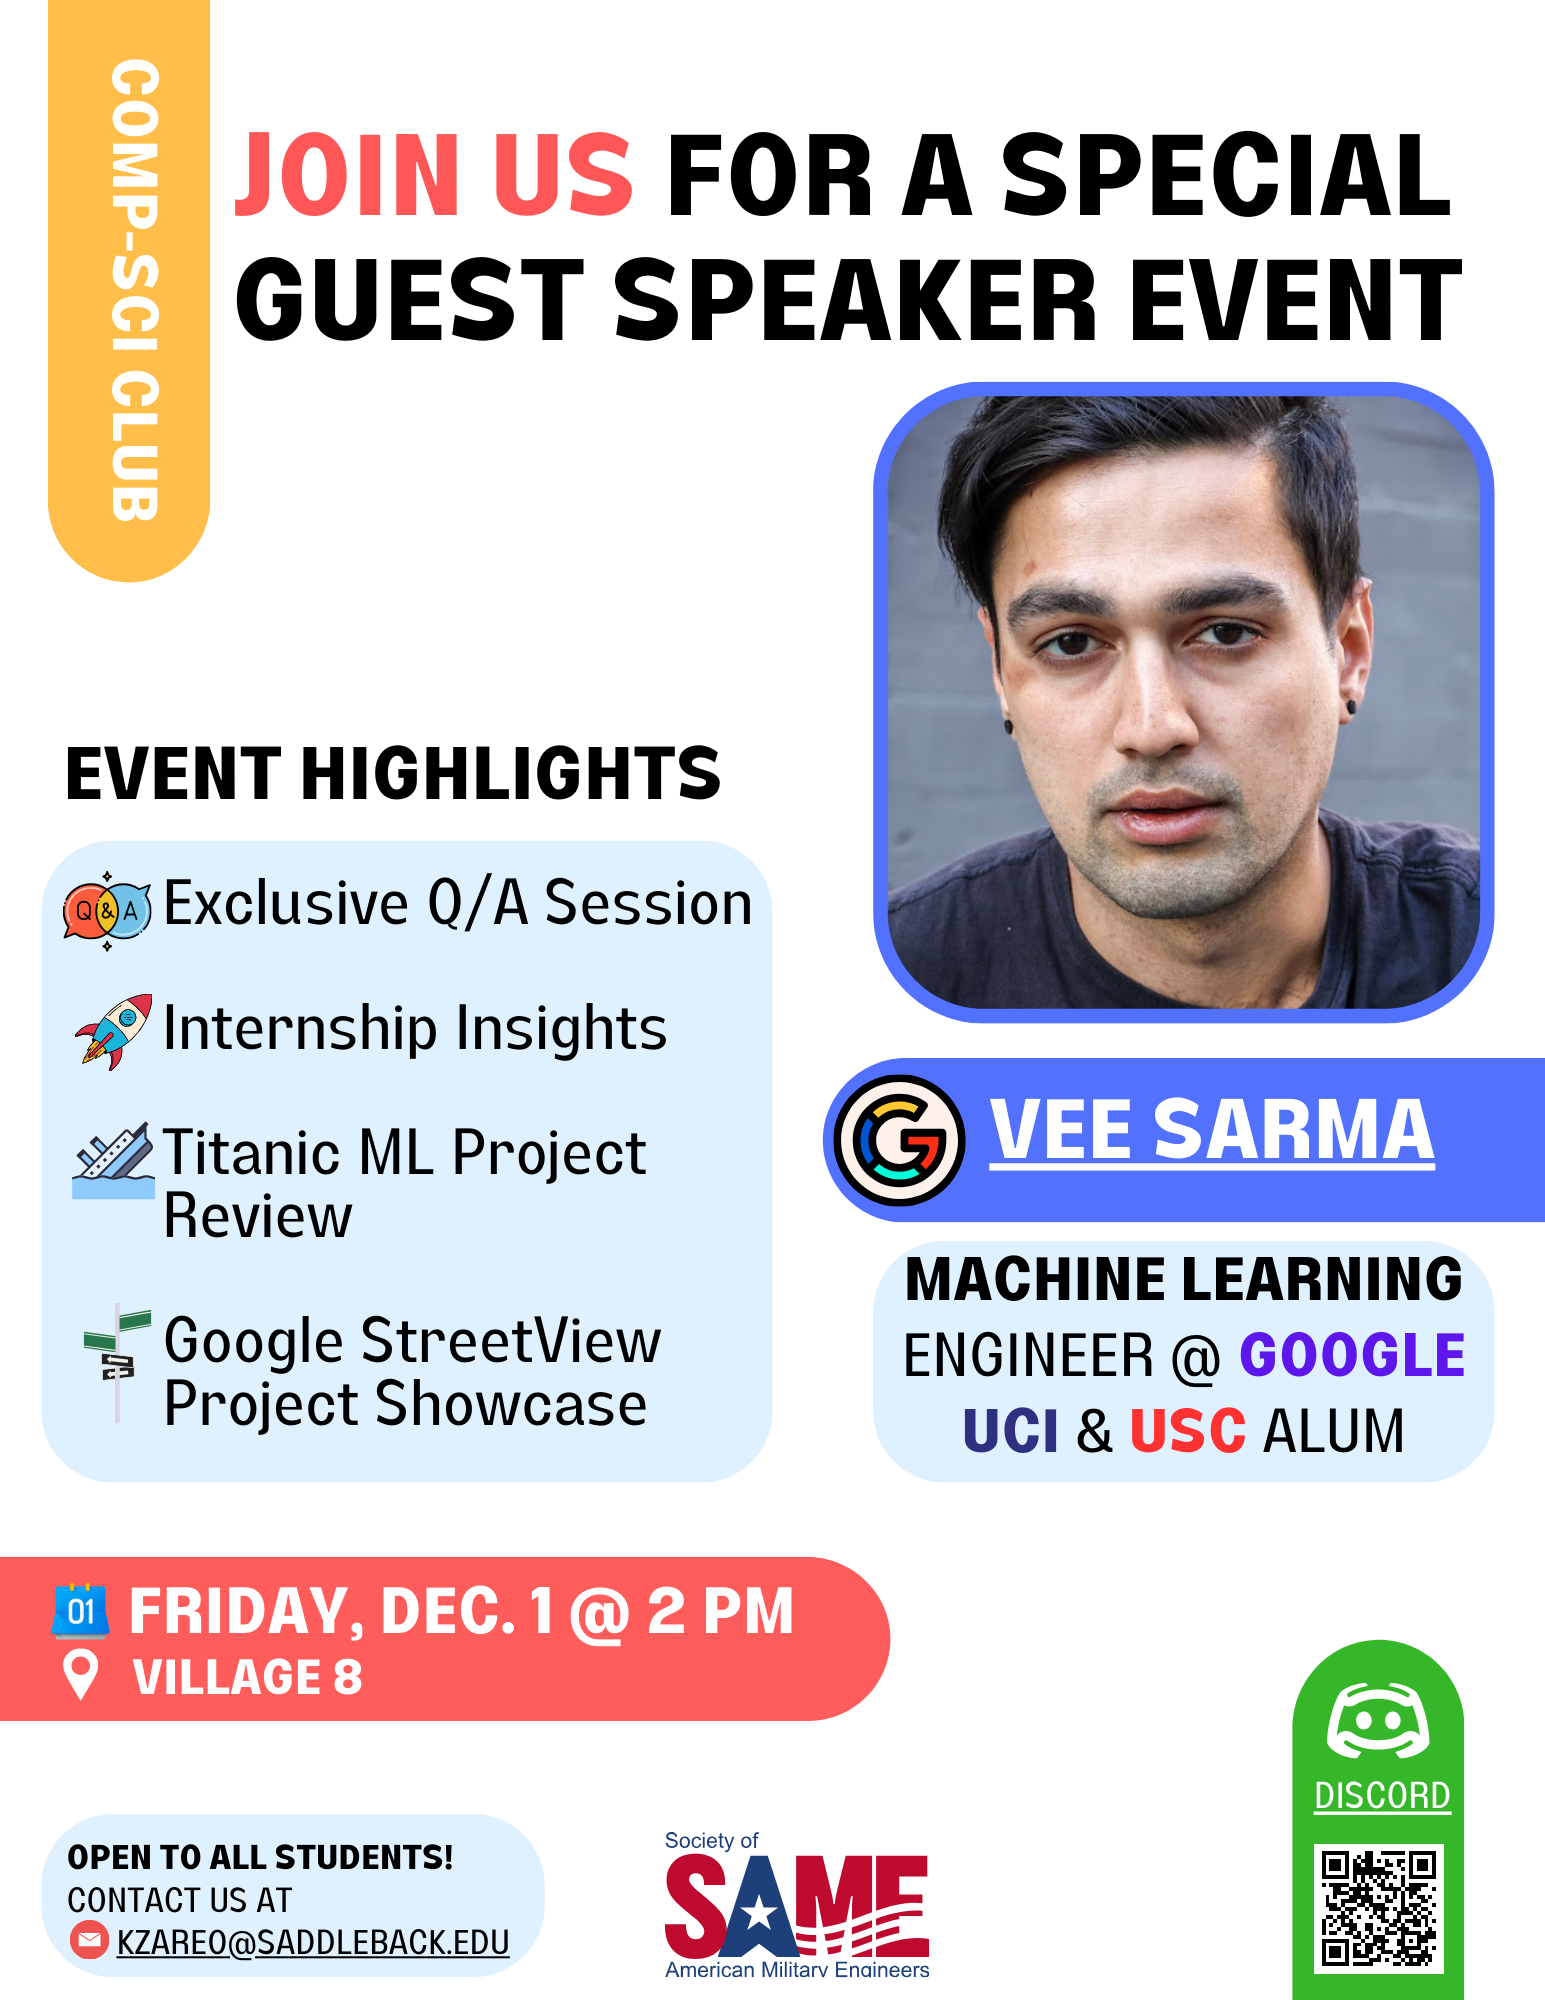 COMP-SCI CLUB
JOIN US FOR A SPECIAL
GUEST SPEAKER EVENT
EVENT HIGHLIGHTS
Q & A
Exclusive Q/A Session
Internship Insights
Titanic ML Project
Review
Google StreetView
Project Showcase
G
VEE SARMA
MACHINE LEARNING
ENGINEER @ GOOGLE
UCI & USC ALUM
01
FRIDAY, DEC. 1 @ 2 PM
VILLAGE 8
OPEN TO ALL STUDENTS!
CONTACT US AT
KZARE0@SADDLEBACK.EDU
Society of
SAME
American Military Engineers
DISCORD